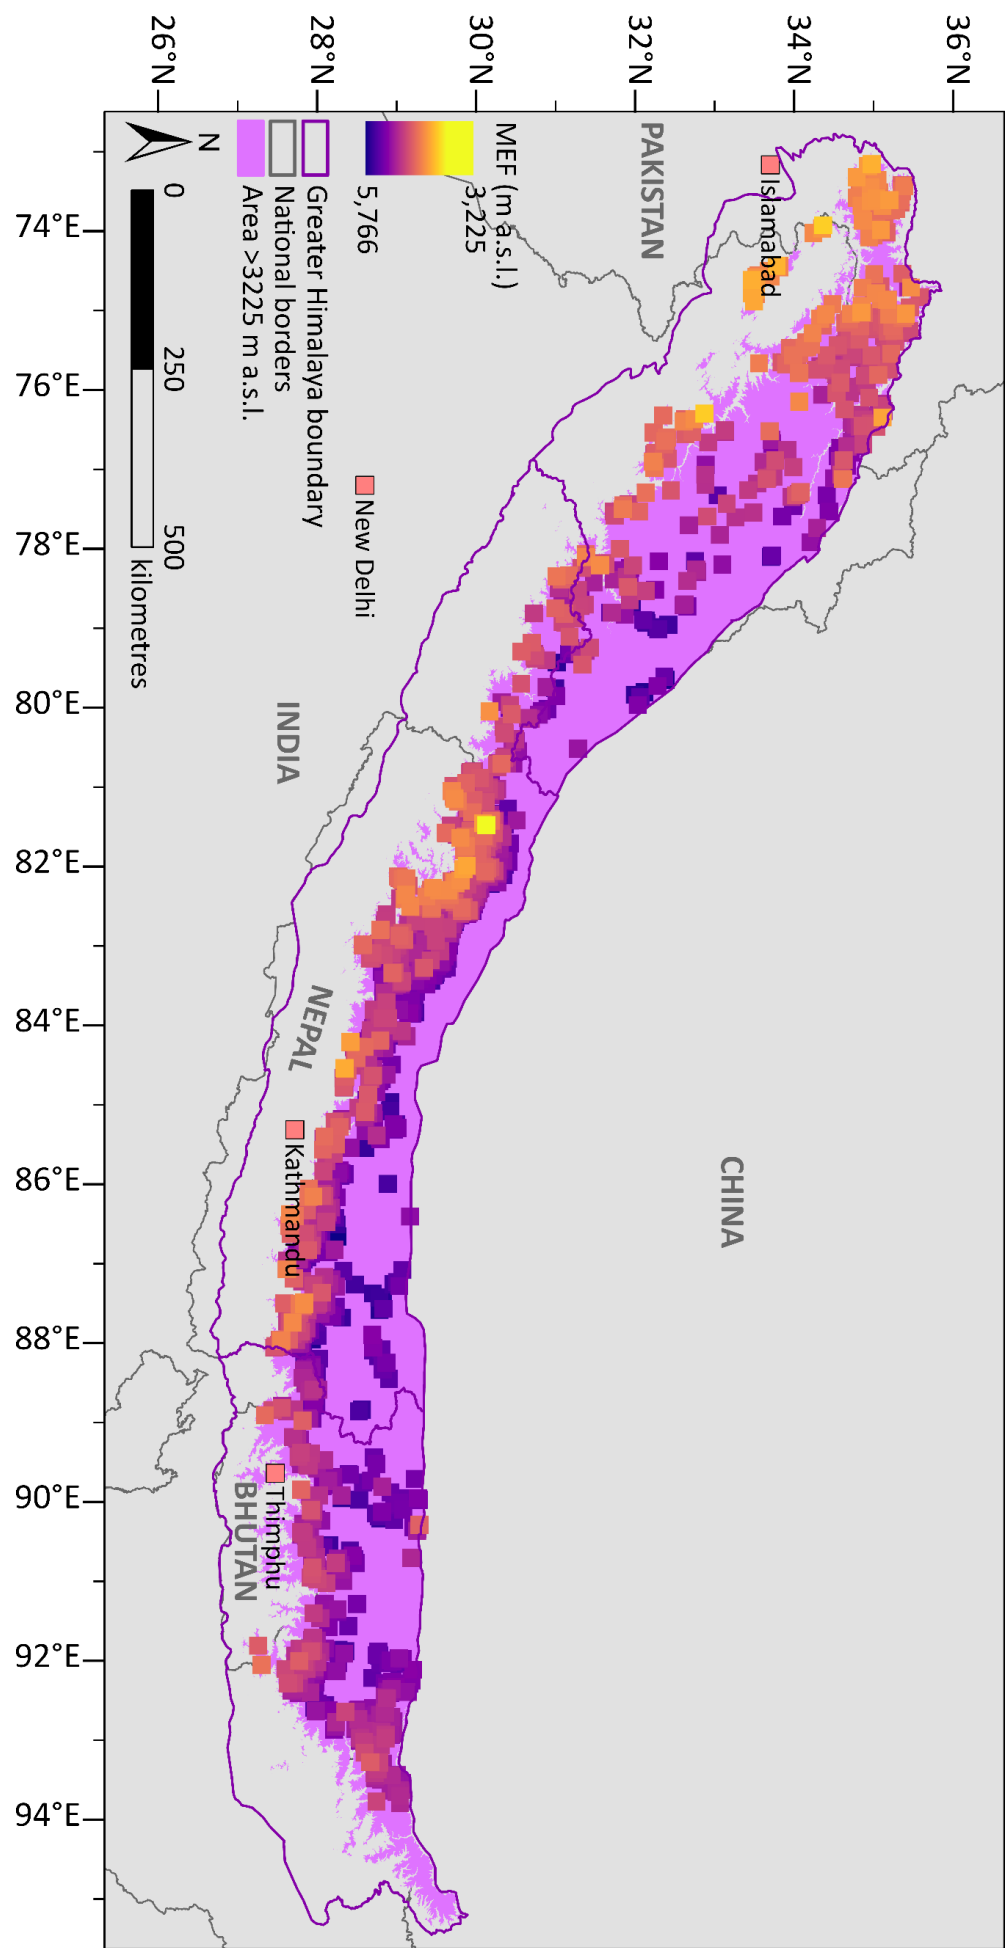 36°N
34°N
32°N
30°N
28°N
26°N
PAKISTAN
Islamabad
CHINA
New Delhi
INDIA
NEPAL
Kathmandu
Thimphu
BHUTAN
MEF (m a.s.l.)
3,225
5,766
Greater Himalaya boundary
National borders
Area >3225 m a.s.l.
N
0 250 500
kilometres
74°E
76°E
78°E
80°E
82°E
84°E
86°E
88°E
90°E
92°E
94°E